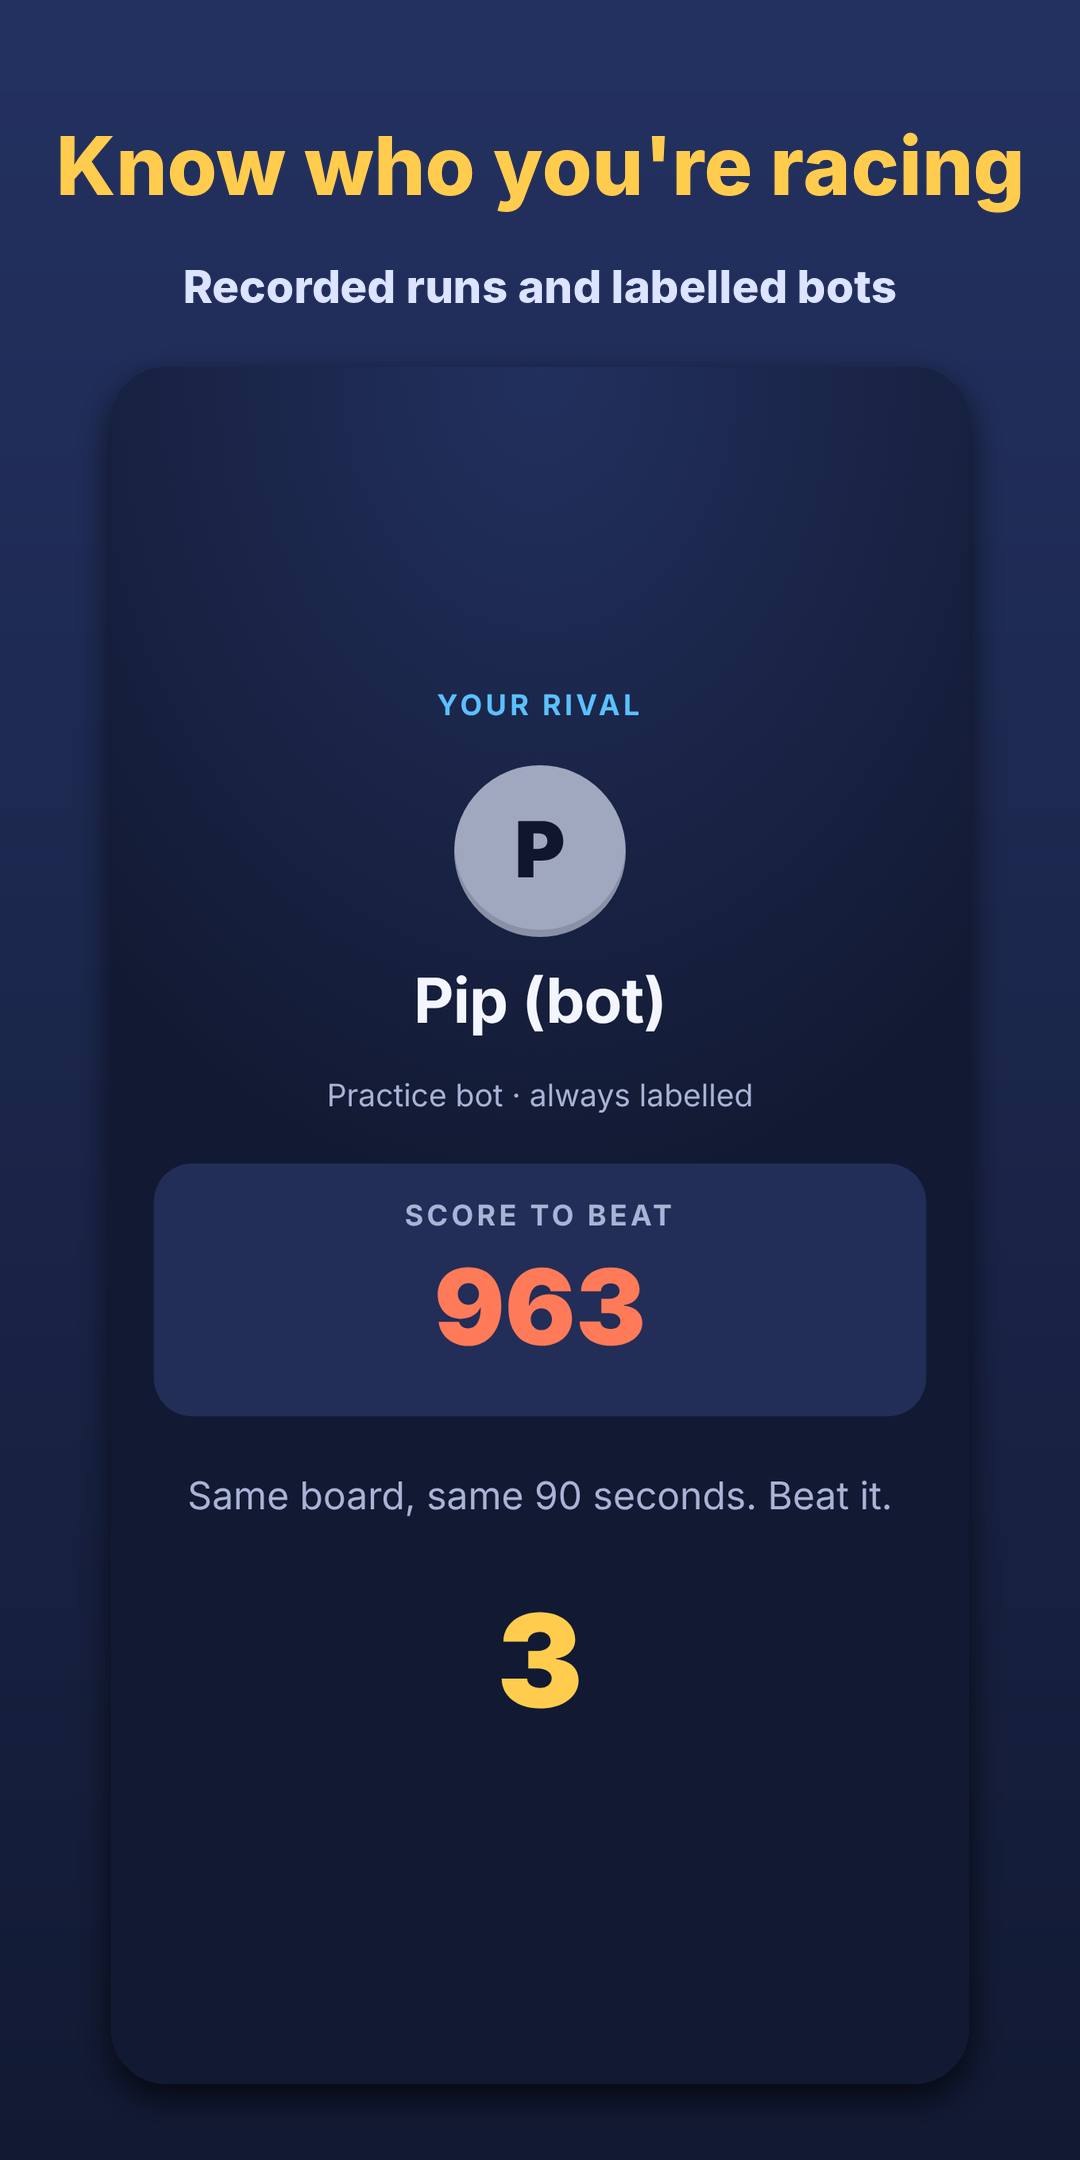 Know who you're racing
Recorded runs and labelled bots
YOUR RIVAL
P
Pip (bot)
Practice bot · always labelled
SCORE TO BEAT
963
Same board, same 90 seconds. Beat it.
3